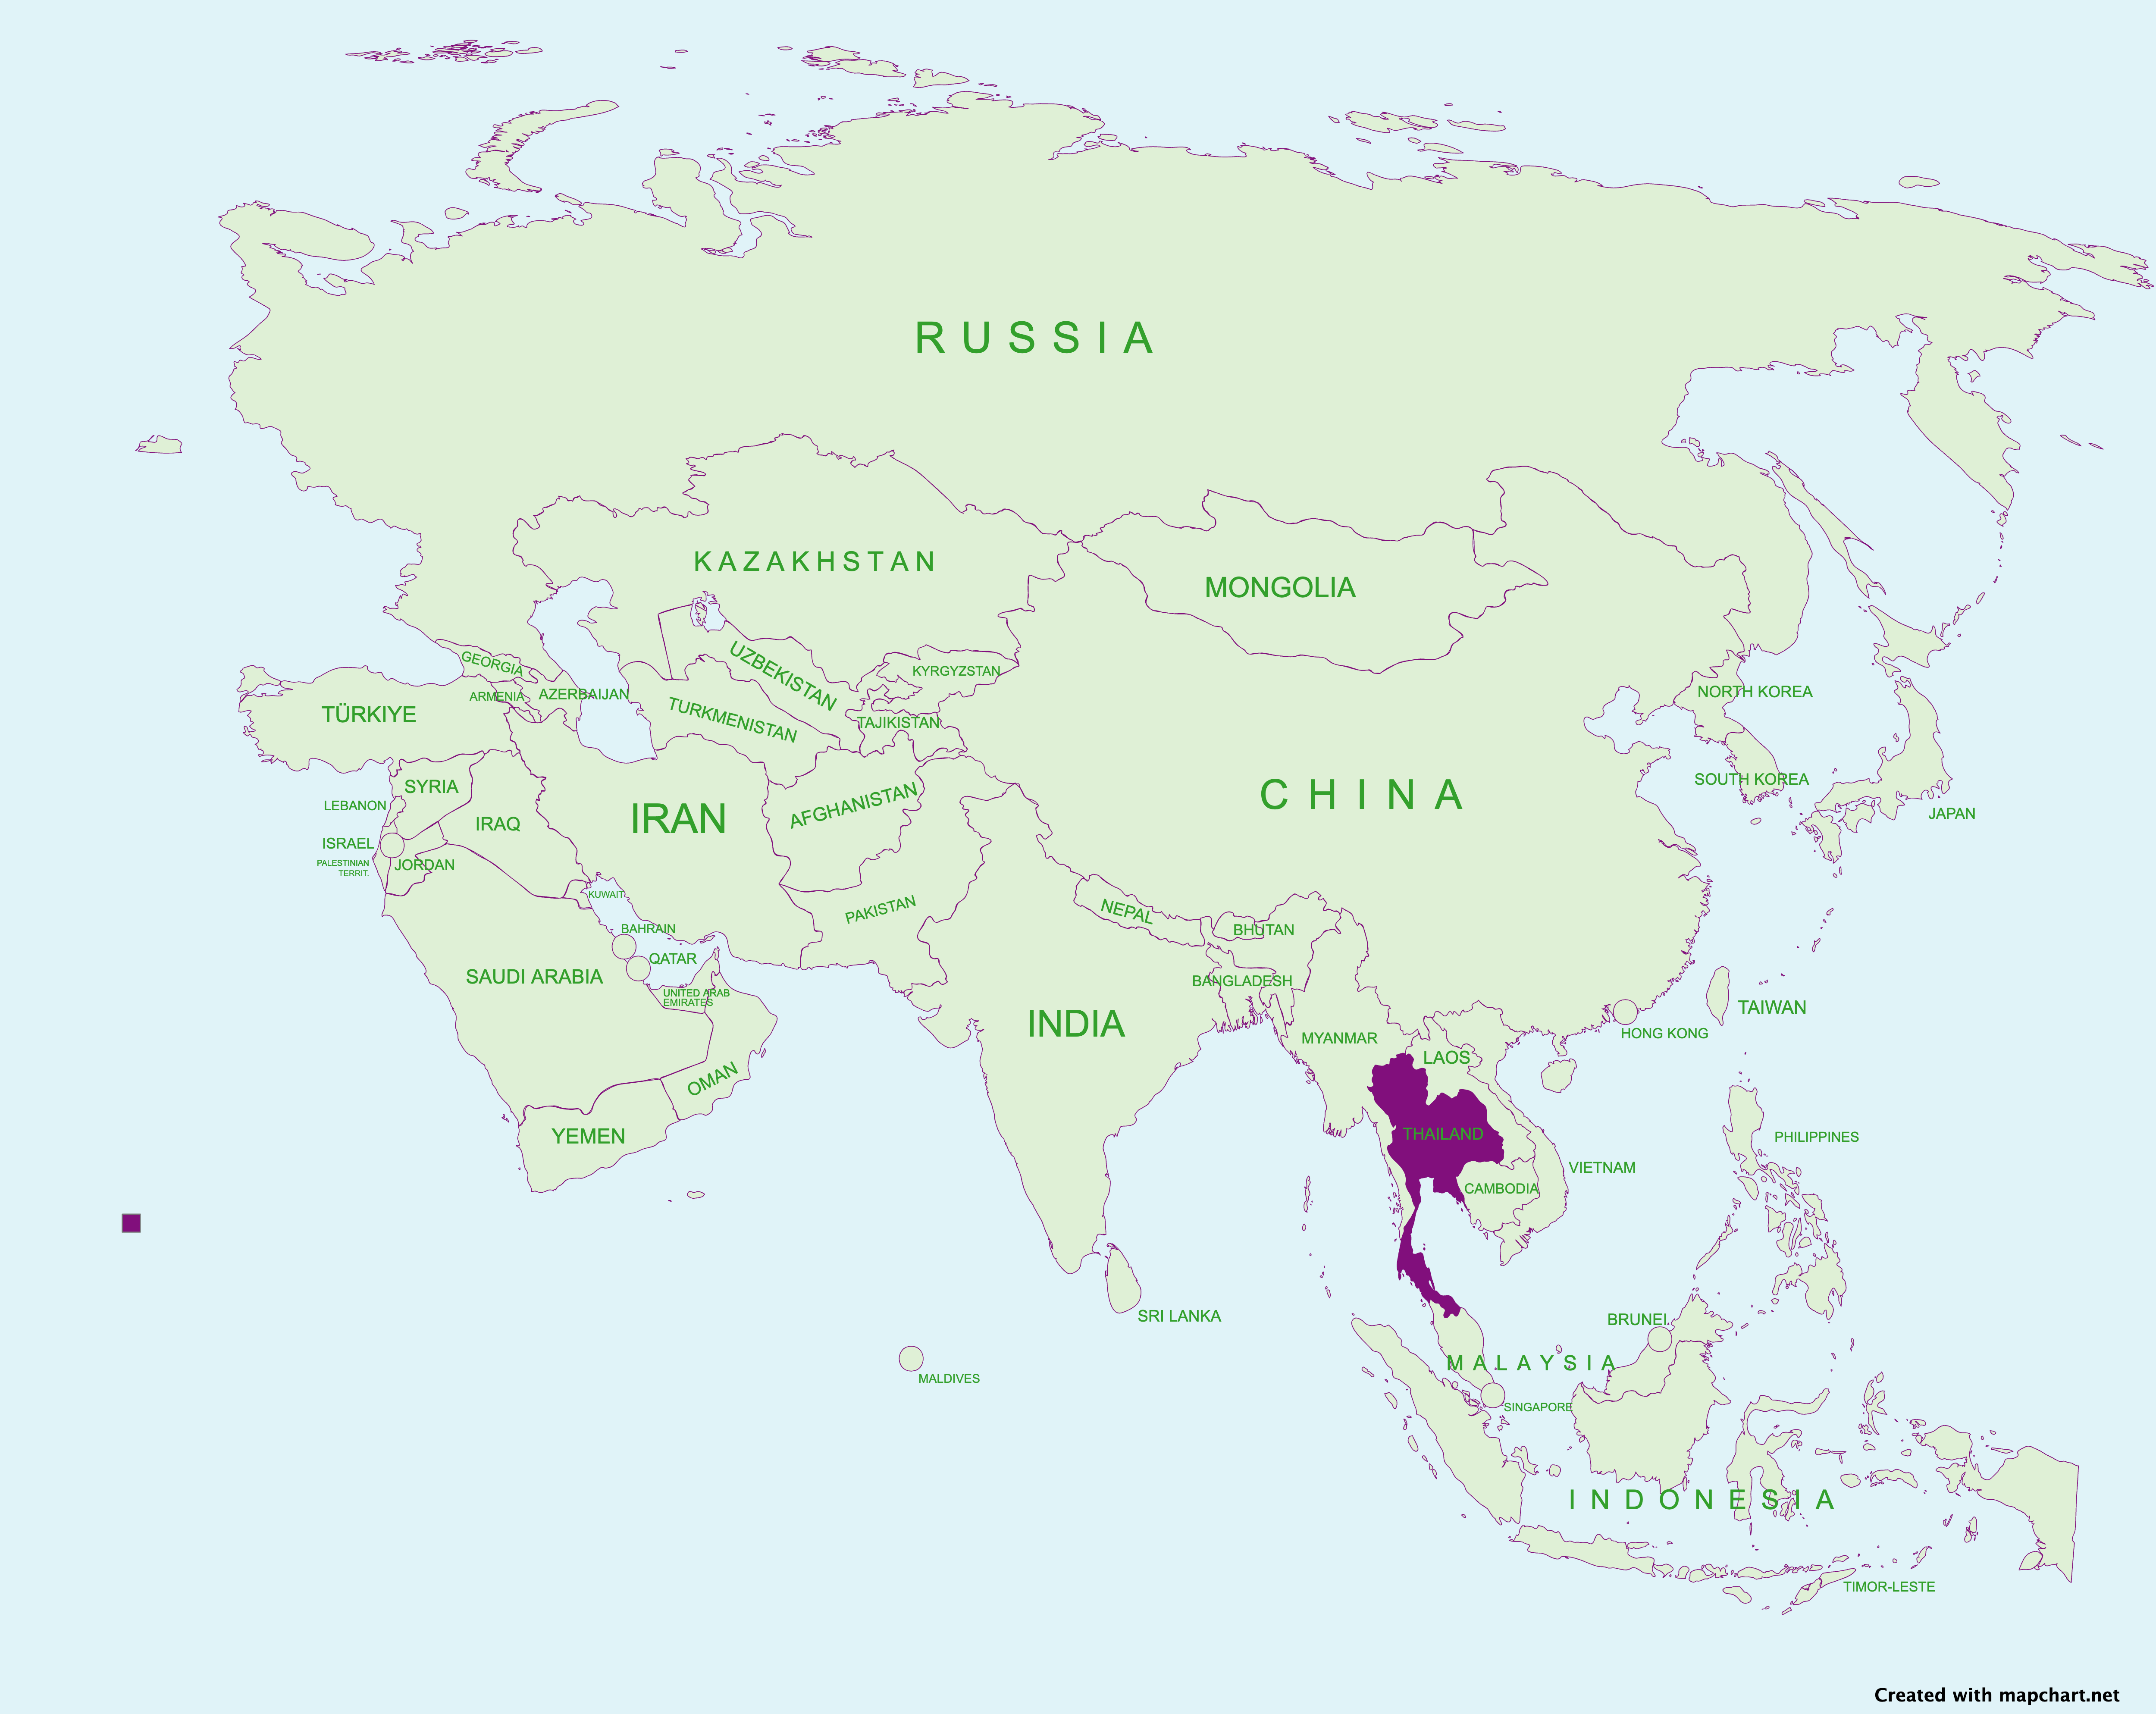 RUSSIA
KAZAKHSTAN
MONGOLIA
UZBEKISTAN
GEORGIA
KYRGYZSTAN
ARMENIA
AZERBAIJAN
NORTH KOREA
TÜRKIYE
TURKMENISTAN
TAJIKISTAN
SYRIA
SOUTH KOREA
CHINA
LEBANON
AFGHANISTAN
IRAN
JAPAN
IRAQ
ISRAEL
PALESTINIAN
TERRIT.
JORDAN
KUWAIT
PAKISTAN
NEPAL
BAHRAIN
BHUTAN
QATAR
SAUDI ARABIA
BANGLADESH
UNITED ARAB
EMIRATES
TAIWAN
INDIA
HONG KONG
MYANMAR
LAOS
OMAN
THAILAND
YEMEN
PHILIPPINES
VIETNAM
CAMBODIA
SRI LANKA
BRUNEI
MALAYSIA
MALDIVES
SINGAPORE
INDONESIA
TIMOR-LESTE
Created with mapchart.net